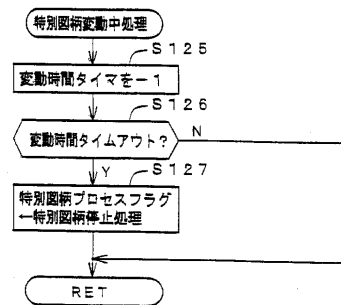 特別図柄変動中処理
S125
変動時間タイマを－1
S126
変動時間タイムアウト？
N
Y
S127
特別図柄プロセスフラグ
←特別図柄停止処理
RET